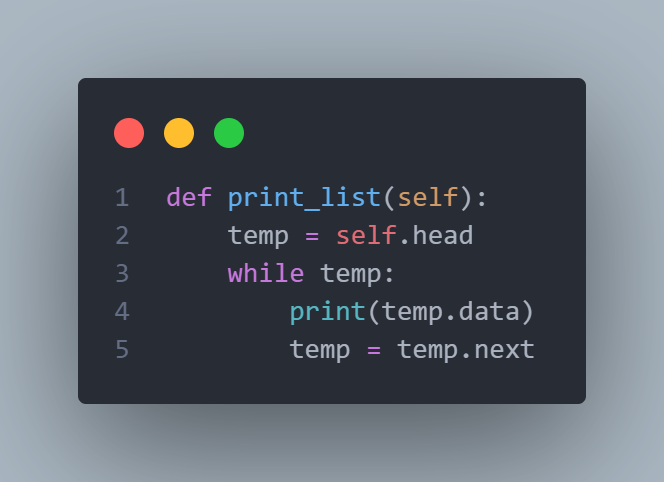 1 def print_list(self):
2     temp = self.head
3     while temp:
4         print(temp.data)
5         temp = temp.next